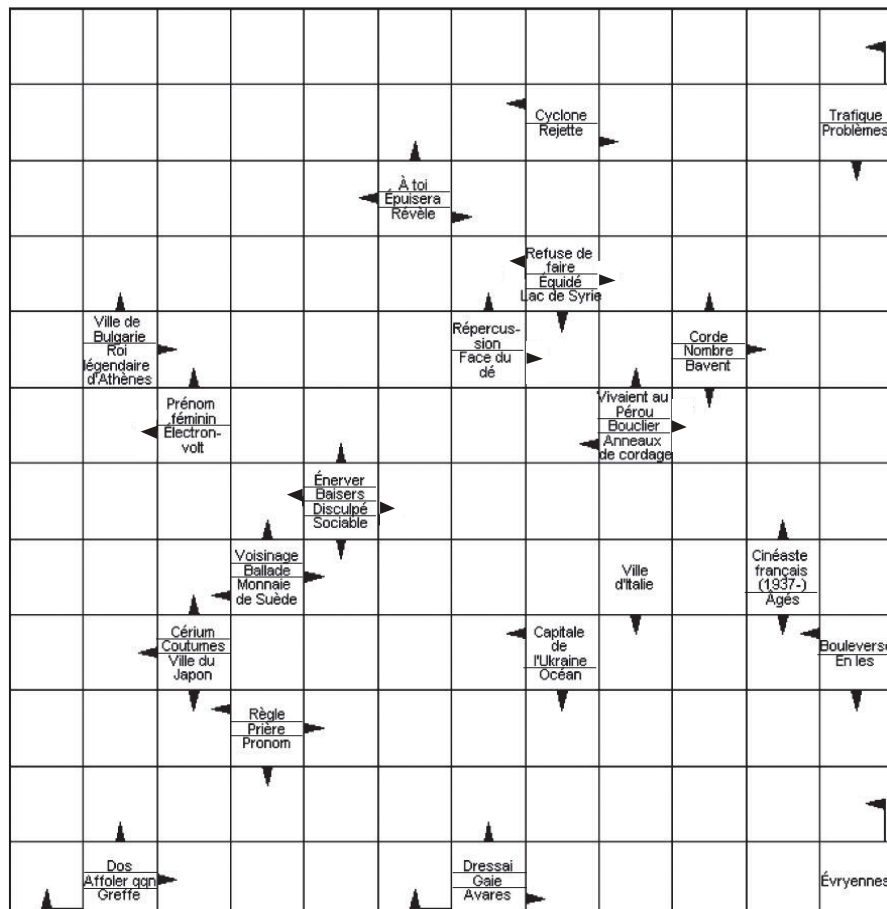 Cyclone
Rejette
Trafique
Problèmes
À toi
Épuisera
Révèle
Refuse de
faire
Équidé
Lac de Syrie
Ville de
Bulgarie
Roi
légendaire
d'Athènes
Répercus-
sion
Face du
dé
Corde
Nombre
Bavent
Prénom
féminin
Électron-
volt
Vivaient au
Pérou
Bouclier
Anneaux
de cordage
Énerver
Baisers
Disculpé
Sociable
Voisinage
Ballade
Monnaie
de Suède
Ville
d'Italie
Cinéaste
français
(1937-)
Âgés
Cérium
Coutumes
Ville du
Japon
Capitale
de
l'Ukraine
Océan
Bouleverse
En les
Règle
Prière
Pronom
Dos
Affoler qqn
Greffe
Dressai
Gaie
Avares
Évryennes